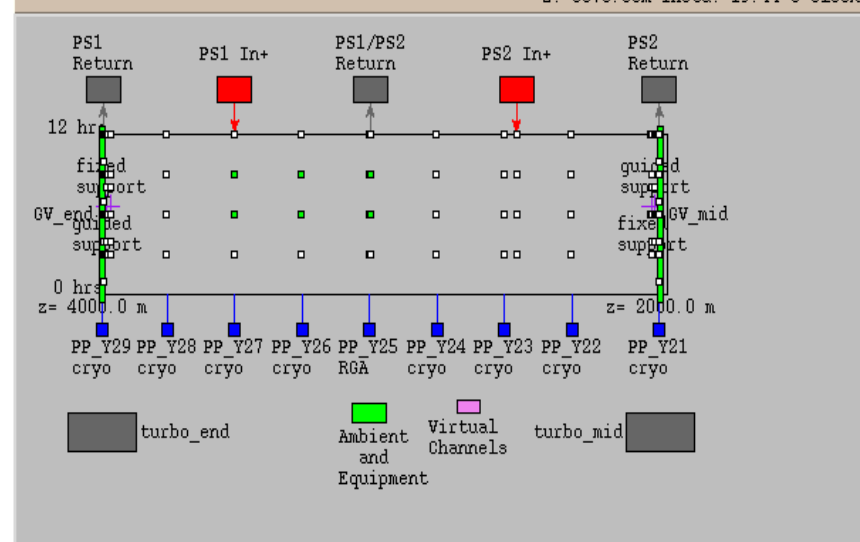 PS1 Return
PS1 In+
PS1/PS2 Return
PS2 In+
PS2 Return
12 hrs
fixed support
guided support
GV_end
GV_mid
guided support
fixed support
0 hrs
z= 4000.0 m
z= 2000.0 m
PP_Y29 PP_Y28 PP_Y27 PP_Y26 PP_Y25 PP_Y24 PP_Y23 PP_Y22 PP_Y21
cryo cryo cryo cryo RGA cryo cryo cryo cryo
turbo_end
Ambient and Equipment
Virtual Channels
turbo_mid